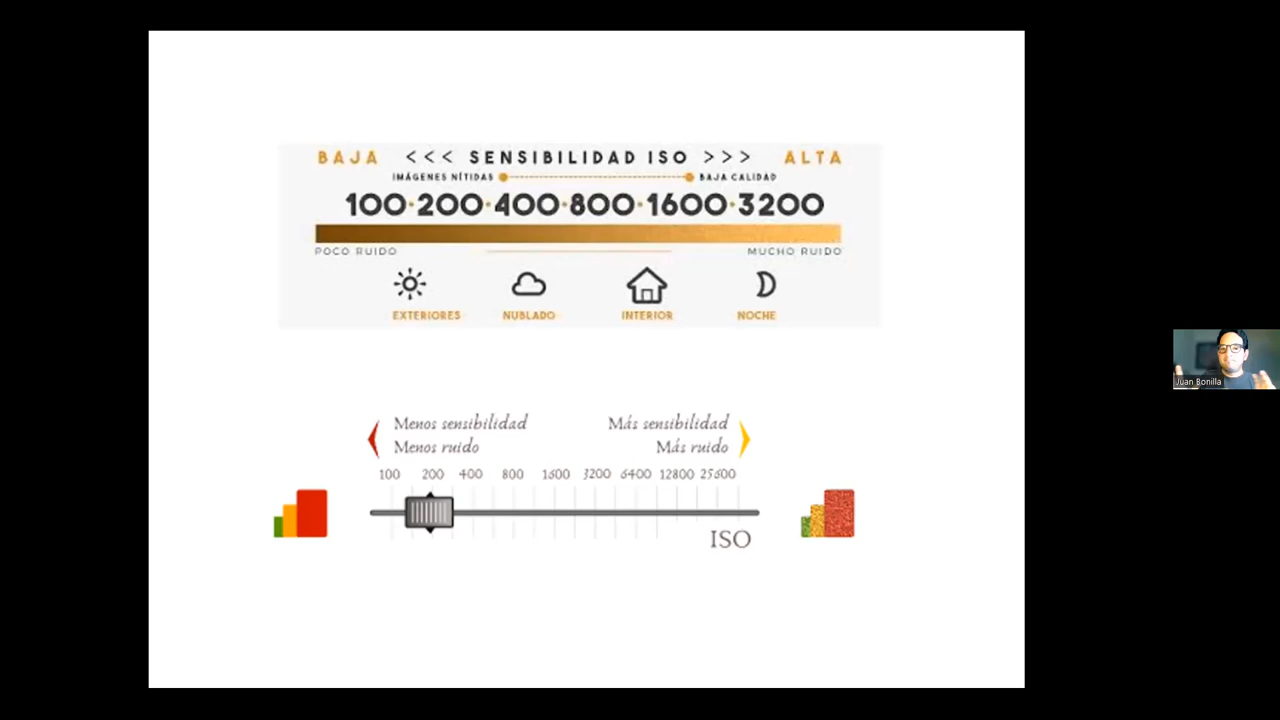 BAJA <<< SENSIBILIDAD ISO >>> ALTA
IMÁGENES NÍTIDAS BAJA CALIDAD
100·200·400·800·1600·3200
POCO RUIDO MUCHO RUIDO
EXTERIORES NUBLADO INTERIOR NOCHE
Menos sensibilidad Más sensibilidad
Menos ruido Más ruido
100 200 400 800 1600 3200 6400 12800 25600
ISO
Juan Bonilla